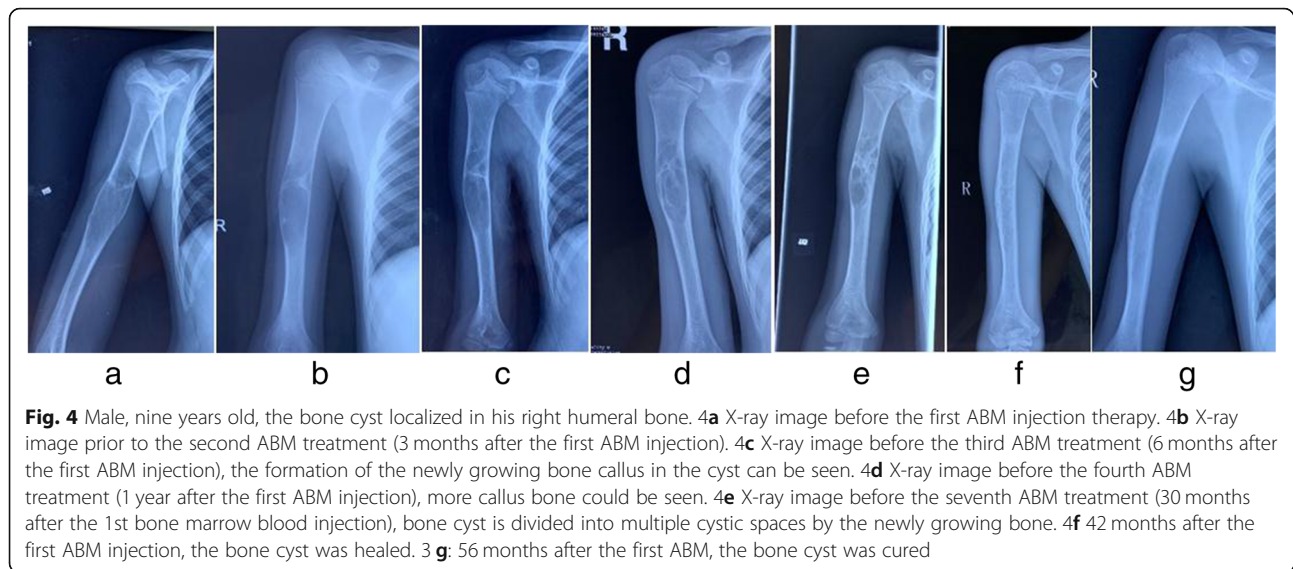 R
R
R
R
R
a b c d e f g
Fig. 4 Male, nine years old, the bone cyst localized in his right humeral bone. 4a X-ray image before the first ABM injection therapy. 4b X-ray
image prior to the second ABM treatment (3 months after the first ABM injection). 4c X-ray image before the third ABM treatment (6 months after
the first ABM injection), the formation of the newly growing bone callus in the cyst can be seen. 4d X-ray image before the fourth ABM
treatment (1 year after the first ABM injection), more callus bone could be seen. 4e X-ray image before the seventh ABM treatment (30 months
after the 1st bone marrow blood injection), bone cyst is divided into multiple cystic spaces by the newly growing bone. 4f 42 months after the
first ABM injection, the bone cyst was healed. 3 g: 56 months after the first ABM, the bone cyst was cured